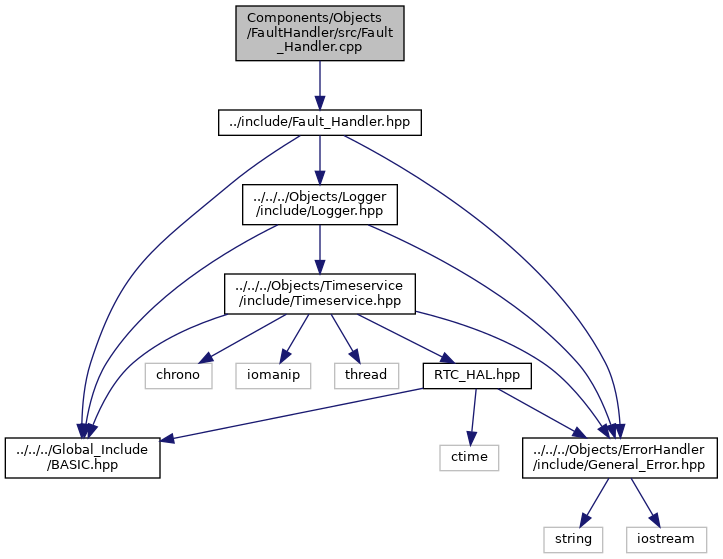 Components/Objects
/FaultHandler/src/Fault
_Handler.cpp
../include/Fault_Handler.hpp
../../../Objects/Logger
/include/Logger.hpp
../../../Objects/Timeservice
/include/Timeservice.hpp
chrono
iomanip
thread
RTC_HAL.hpp
../../../Global_Include
/BASIC.hpp
ctime
../../../Objects/ErrorHandler
/include/General_Error.hpp
string
iostream